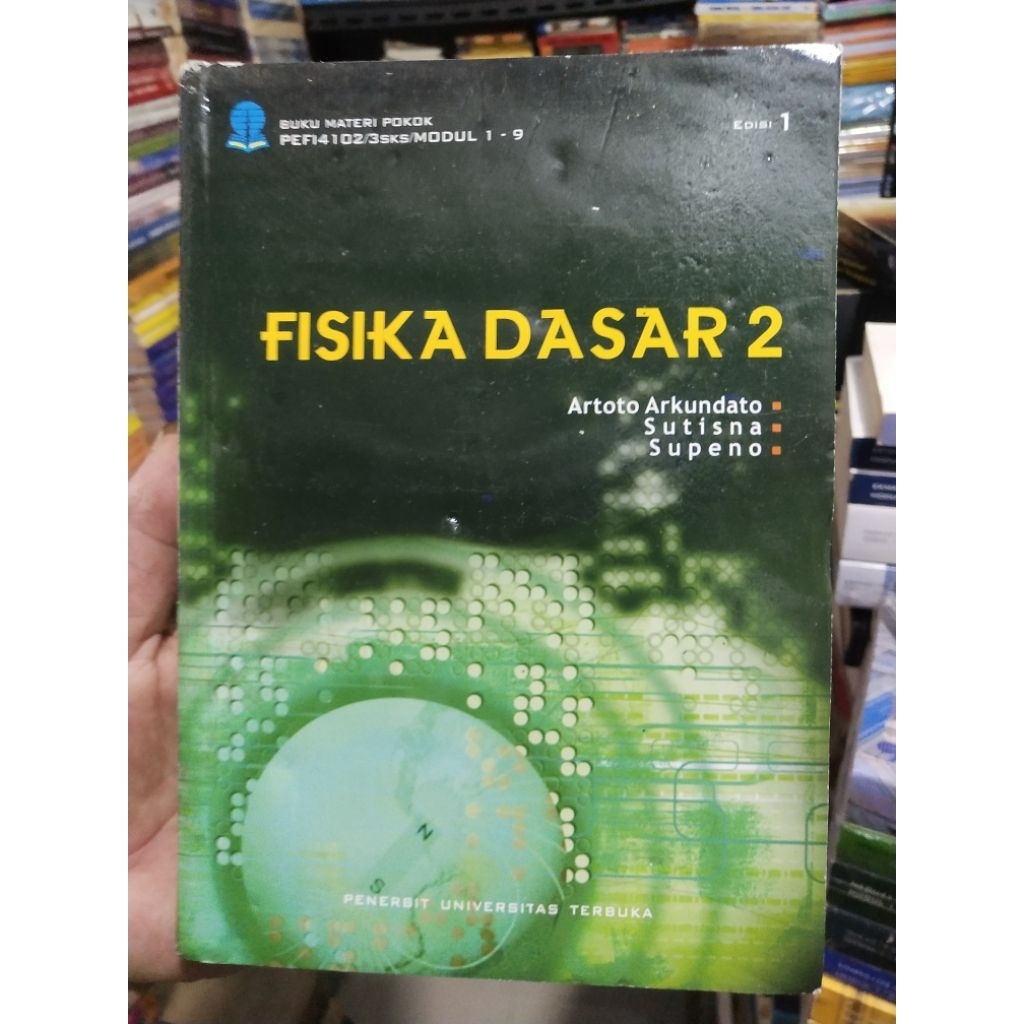 BUKU MATERI POKOK
PEFI4102/3SKS/MODUL 1 - 9
EDISI 1
FISIKA DASAR 2
Artoto Arkundato
Sutisna
Supeno
N
S
PENERBIT UNIVERSITAS TERBUKA